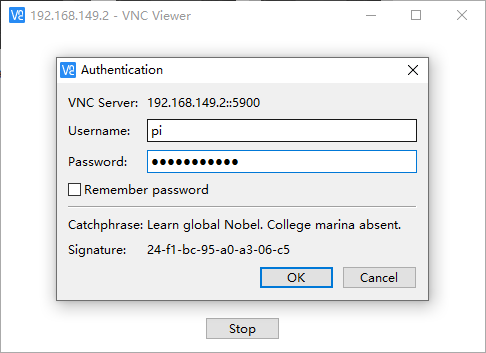 192.168.149.2 - VNC Viewer
Authentication
VNC Server: 192.168.149.2::5900
Username: pi
Password: ●●●●●●●●●●●
Remember password
Catchphrase: Learn global Nobel. College marina absent.
Signature: 24-f1-bc-95-a0-a3-06-c5
OK Cancel
Stop